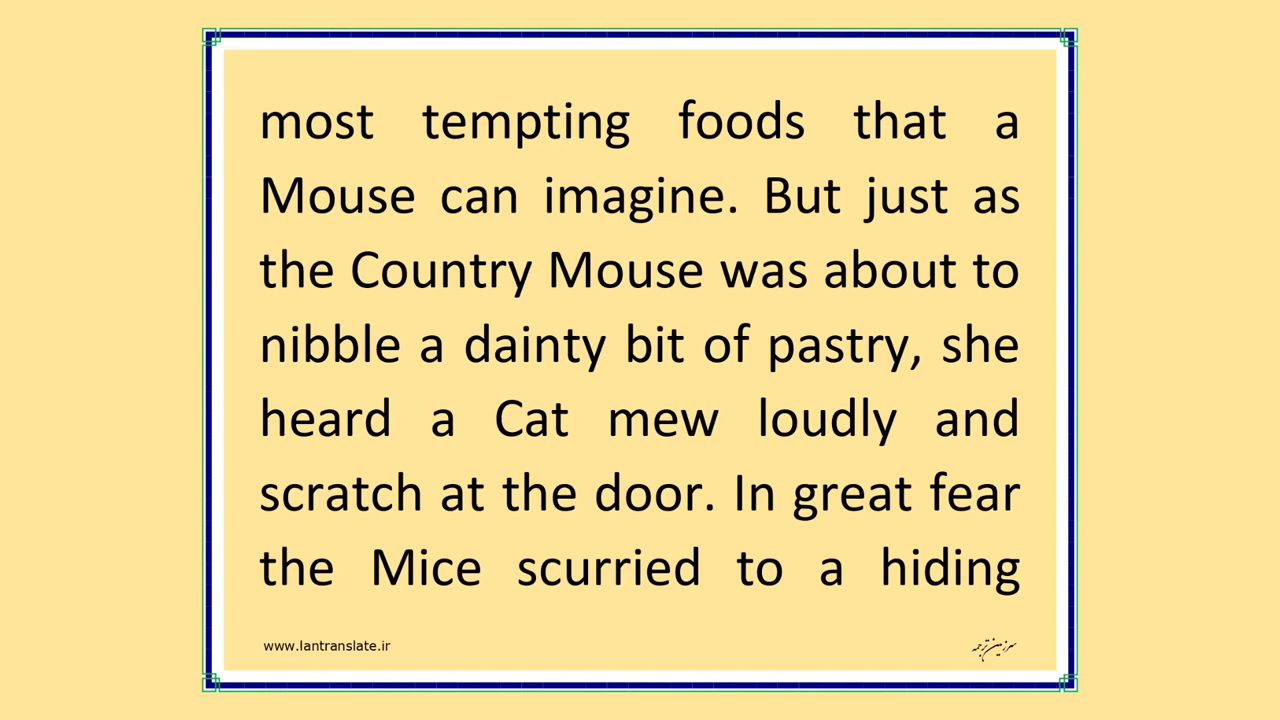 most tempting foods that a
Mouse can imagine. But just as
the Country Mouse was about to
nibble a dainty bit of pastry, she
heard a Cat mew loudly and
scratch at the door. In great fear
the Mice scurried to a hiding
www.lantranslate.ir
سرزمین ترجمه